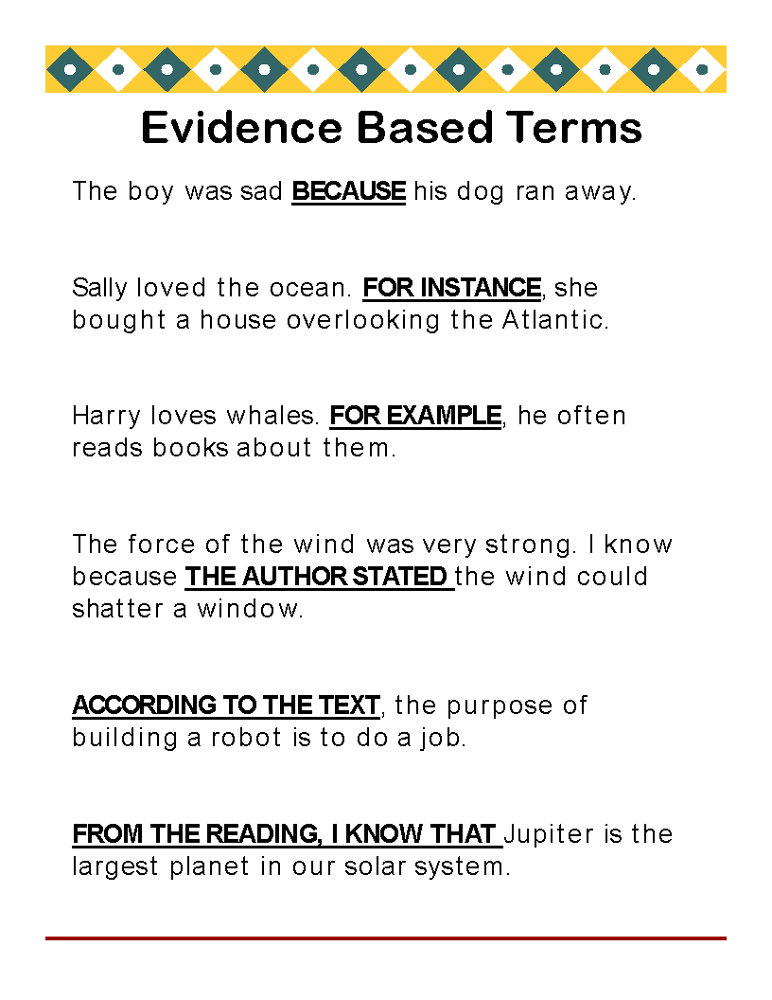 Evidence Based Terms
The boy was sad BECAUSE his dog ran away.
Sally loved the ocean. FOR INSTANCE, she
bought a house overlooking the Atlantic.
Harry loves whales. FOR EXAMPLE, he often
reads books about them.
The force of the wind was very strong. I know
because THE AUTHOR STATED the wind could
shatter a window.
ACCORDING TO THE TEXT, the purpose of
building a robot is to do a job.
FROM THE READING, I KNOW THAT Jupiter is the
largest planet in our solar system.